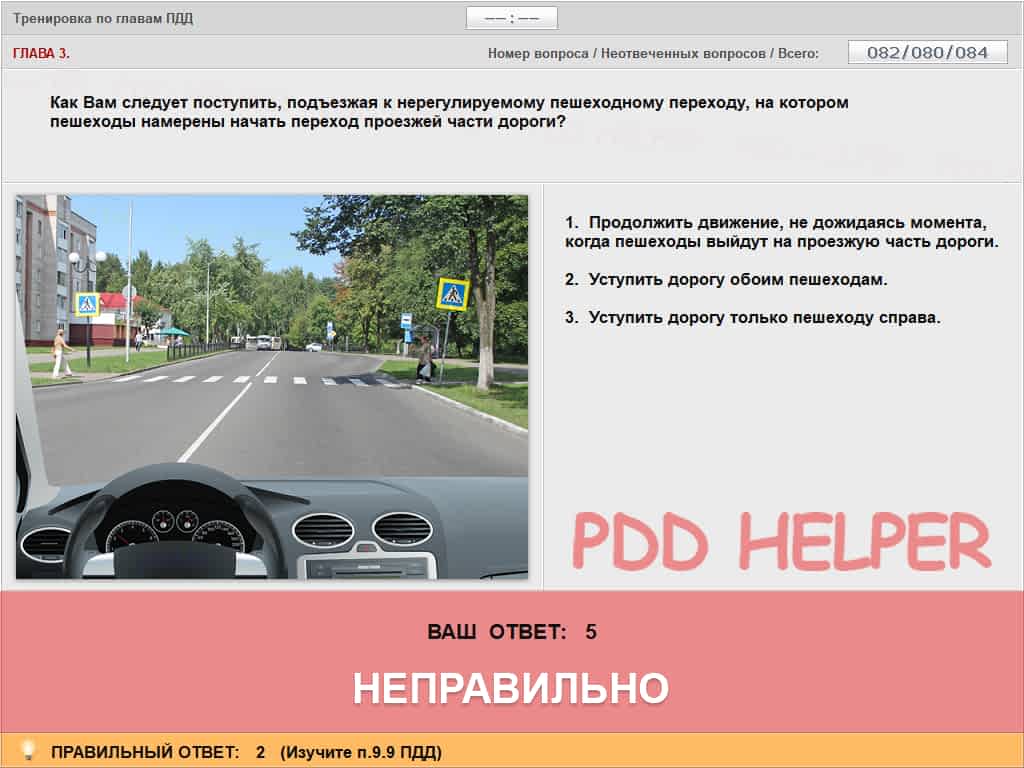 Тренировка по главам ПДД
—— : ——
ГЛАВА 3.
Номер вопроса / Неотвеченных вопросов / Всего:
082/080/084
Как Вам следует поступить, подъезжая к нерегулируемому пешеходному переходу, на котором
пешеходы намерены начать переход проезжей части дороги?
1. Продолжить движение, не дожидаясь момента,
когда пешеходы выйдут на проезжую часть дороги.
2. Уступить дорогу обоим пешеходам.
3. Уступить дорогу только пешеходу справа.
PDD HELPER
ВАШ ОТВЕТ: 5
НЕПРАВИЛЬНО
ПРАВИЛЬНЫЙ ОТВЕТ: 2 (Изучите п.9.9 ПДД)